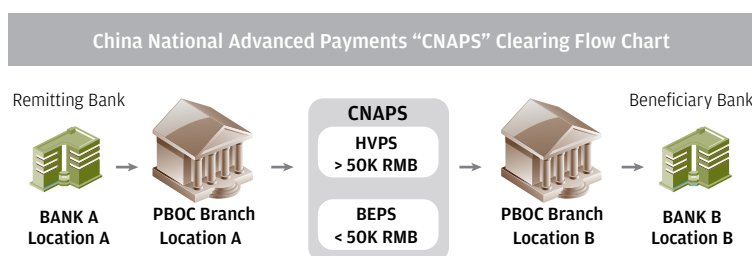 China National Advanced Payments “CNAPS” Clearing Flow Chart
Remitting Bank
Beneficiary Bank
CNAPS
HVPS
> 50K RMB
BEPS
< 50K RMB
BANK A
Location A
PBOC Branch
Location A
PBOC Branch
Location B
BANK B
Location B